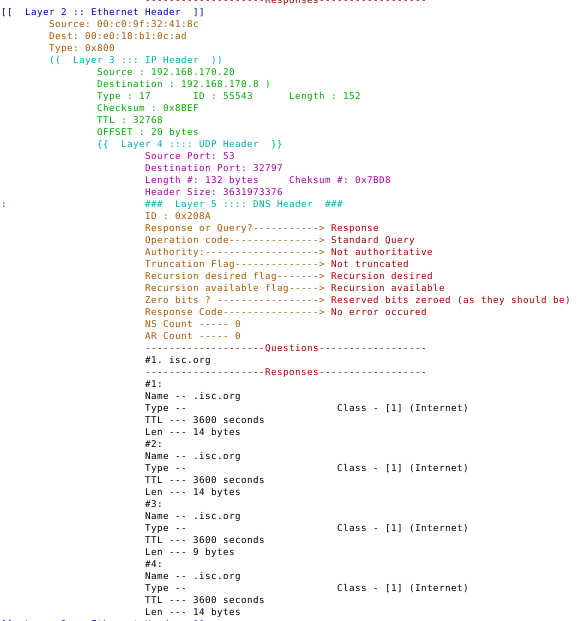 --------------------Responses------------------
[[  Layer 2 :: Ethernet Header  ]]
Source: 00:c0:9f:32:41:8c
Dest: 00:e0:18:b1:0c:ad
Type: 0x800
((  Layer 3 ::: IP Header  ))
Source : 192.168.170.20
Destination : 192.168.170.8 )
Type : 17       ID : 55543      Length : 152
Checksum : 0x8BEF
TTL : 32768
OFFSET : 20 bytes
{{  Layer 4 :::: UDP Header  }}
Source Port: 53
Destination Port: 32797
Length #: 132 bytes     Cheksum #: 0x7BD8
Header Size: 3631973376
:                       ###  Layer 5 :::: DNS Header  ###
ID : 0x208A
Response or Query?-----------> Response
Operation code---------------> Standard Query
Authority:-------------------> Not authoritative
Truncation Flag--------------> Not truncated
Recursion desired flag-------> Recursion desired
Recursion available flag-----> Recursion available
Zero bits ? -----------------> Reserved bits zeroed (as they should be)
Response Code----------------> No error occured
NS Count ----- 0
AR Count ----- 0
--------------------Questions------------------
#1. isc.org
--------------------Responses------------------
#1:
Name -- .isc.org
Type --                         Class - [1] (Internet)
TTL --- 3600 seconds
Len --- 14 bytes
#2:
Name -- .isc.org
Type --                         Class - [1] (Internet)
TTL --- 3600 seconds
Len --- 14 bytes
#3:
Name -- .isc.org
Type --                         Class - [1] (Internet)
TTL --- 3600 seconds
Len --- 9 bytes
#4:
Name -- .isc.org
Type --                         Class - [1] (Internet)
TTL --- 3600 seconds
Len --- 14 bytes